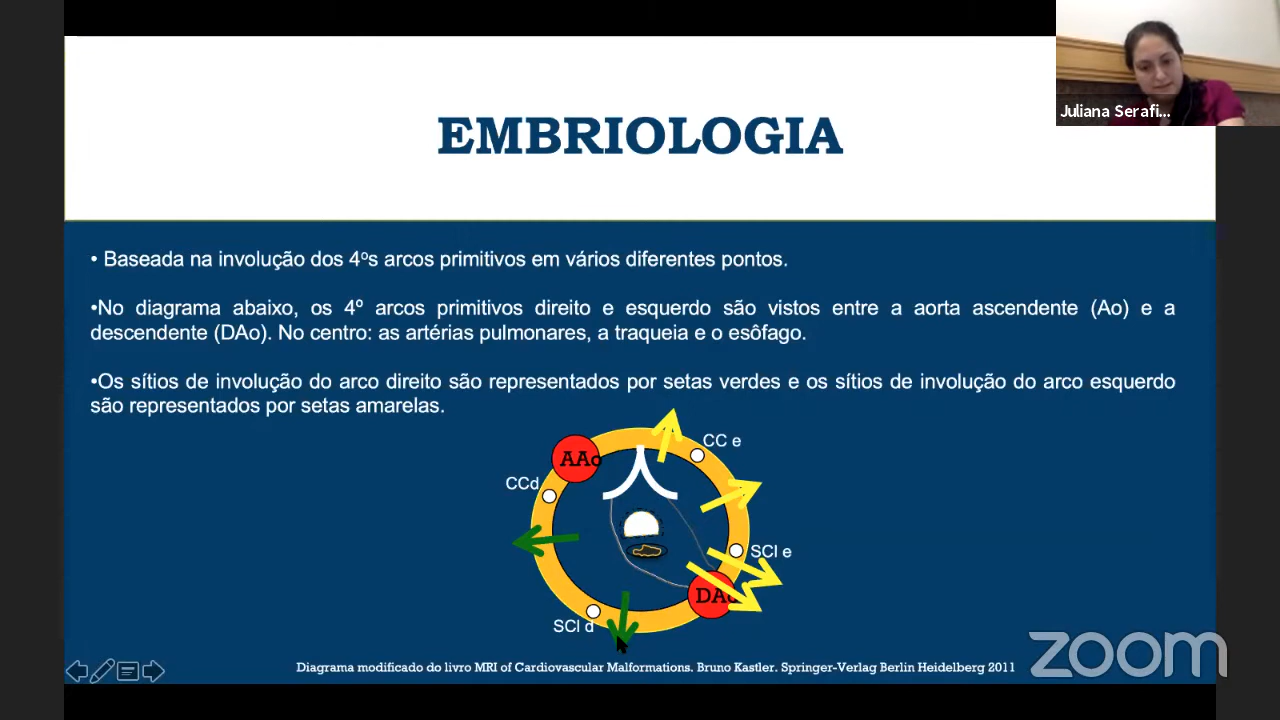 Juliana Serafi...
EMBRIOLOGIA
• Baseada na involução dos 4ºs arcos primitivos em vários diferentes pontos.
•No diagrama abaixo, os 4º arcos primitivos direito e esquerdo são vistos entre a aorta ascendente (Ao) e a
descendente (DAo). No centro: as artérias pulmonares, a traqueia e o esôfago.
•Os sítios de involução do arco direito são representados por setas verdes e os sítios de involução do arco esquerdo
são representados por setas amarelas.
CC e
AAo
CCd
SCl e
DAo
SCl d
Diagrama modificado do livro MRI of Cardiovascular Malformations. Bruno Kastler. Springer-Verlag Berlin Heidelberg 2011
zoom